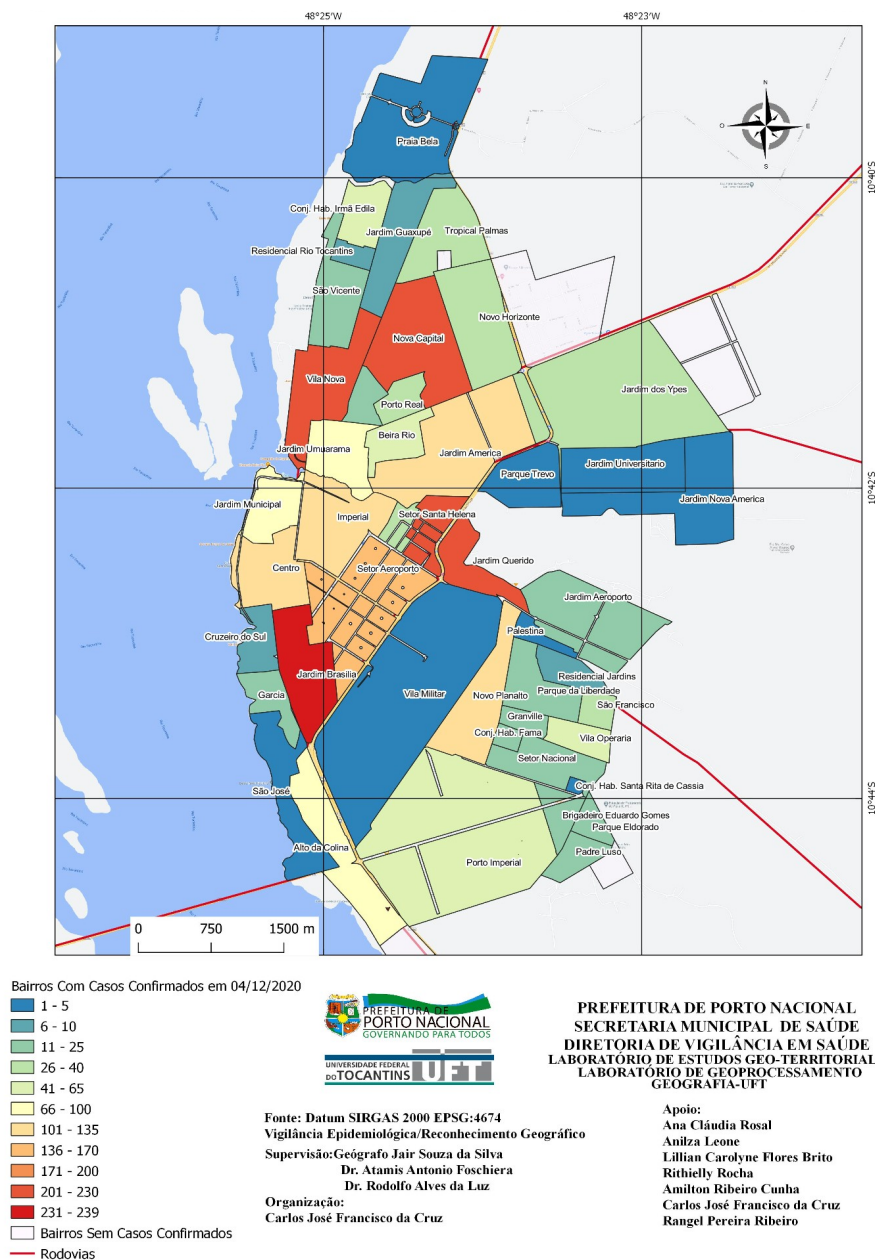 48°25'W
48°23'W
N
O
E
S
Praia Bela
10°40'S
Conj. Hab. Irmã Edila
Jardim Guaxupé
Tropical Palmas
Residencial Rio Tocantins
São Vicente
Novo Horizonte
Nova Capital
Vila Nova
Jardim dos Ypes
Porto Real
Beira Rio
Jardim Umuarama
Jardim America
Jardim Universitario
Parque Trevo
10°42'S
Jardim Municipal
Jardim Nova America
Imperial
Setor Santa Helena
Jardim Querido
Centro
Setor Aeroporto
Jardim Aeroporto
Cruzeiro do Sul
Palestina
Jardim Brasilia
Residencial Jardins
Garcia
Vila Militar
Novo Planalto
Parque da Liberdade
São Francisco
Granville
Conj. Hab. Fama
Vila Operaria
Setor Nacional
São José
Conj. Hab. Santa Rita de Cassia
10°44'S
Brigadeiro Eduardo Gomes
Parque Eldorado
Alto da Colina
Padre Luso
Porto Imperial
0 750 1500 m
Bairros Com Casos Confirmados em 04/12/2020
1 - 5
6 - 10
11 - 25
26 - 40
41 - 65
66 - 100
101 - 135
136 - 170
171 - 200
201 - 230
231 - 239
Bairros Sem Casos Confirmados
Rodovias
PREFEITURA DE
PORTO NACIONAL
GOVERNANDO PARA TODOS
UNIVERSIDADE FEDERAL
DO TOCANTINS
UFT
Fonte: Datum SIRGAS 2000 EPSG:4674
Vigilância Epidemiológica/Reconhecimento Geográfico
Supervisão:Geógrafo Jair Souza da Silva
Dr. Atamis Antonio Foschiera
Dr. Rodolfo Alves da Luz
Organização:
Carlos José Francisco da Cruz
PREFEITURA DE PORTO NACIONAL
SECRETARIA MUNICIPAL DE SAÚDE
DIRETORIA DE VIGILÂNCIA EM SAÚDE
LABORATÓRIO DE ESTUDOS GEO-TERRITORIAL
LABORATÓRIO DE GEOPROCESSAMENTO
GEOGRAFIA-UFT
Apoio:
Ana Cláudia Rosal
Anilza Leone
Lillian Carolyne Flores Brito
Rithielly Rocha
Amilton Ribeiro Cunha
Carlos José Francisco da Cruz
Rangel Pereira Ribeiro